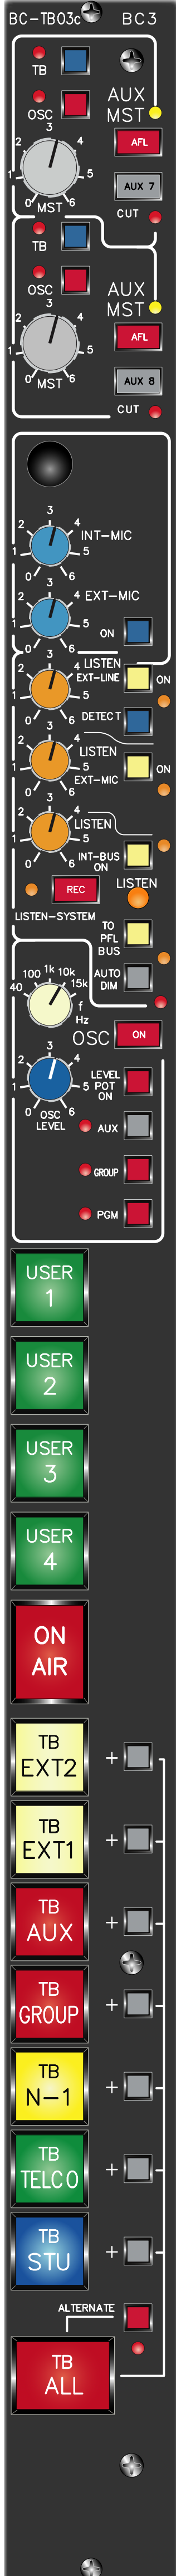 BC-TB03c BC3
TB
OSC
AUX
MST
3
2 4
AFL
1 5
AUX 7
0 6
MST
CUT
TB
OSC
AUX
MST
3
2 4
AFL
1 5
AUX 8
0 6
MST
CUT
3
2 4
INT-MIC
1 5
0 6
3
2 4
EXT-MIC
1 5
ON
0 6
LISTEN
EXT-LINE
ON
3
2 4
1 5
DETECT
0 6
3
2 4
LISTEN
1 5
ON
EXT-MIC
0 6
3
2 4
LISTEN
1 5
INT-BUS
ON
0 6
REC
LISTEN
LISTEN-SYSTEM
TO
PFL
BUS
AUTO
DIM
40 100 1k 10k 15k
f
Hz
OSC
ON
3
2 4
1 5
0 6
OSC
LEVEL
LEVEL
POT
ON
AUX
GROUP
PGM
USER
1
USER
2
USER
3
USER
4
ON
AIR
TB
EXT2
+
TB
EXT1
+
TB
AUX
+
TB
GROUP
+
TB
N-1
+
TB
TELCO
+
TB
STU
+
ALTERNATE
TB
ALL